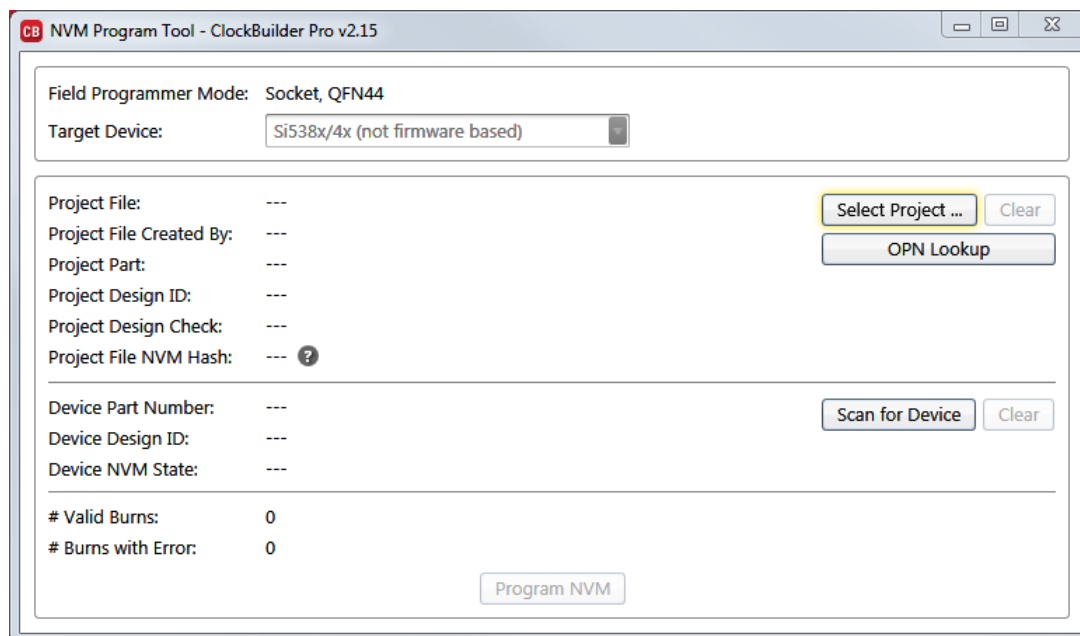 CB NVM Program Tool - ClockBuilder Pro v2.15
Field Programmer Mode: Socket, QFN44
Target Device: Si538x/4x (not firmware based)
Project File: --- Select Project ... Clear
Project File Created By: ---
OPN Lookup
Project Part: ---
Project Design ID: ---
Project Design Check: ---
Project File NVM Hash: --- ?
Device Part Number: --- Scan for Device Clear
Device Design ID: ---
Device NVM State: ---
# Valid Burns: 0
# Burns with Error: 0
Program NVM